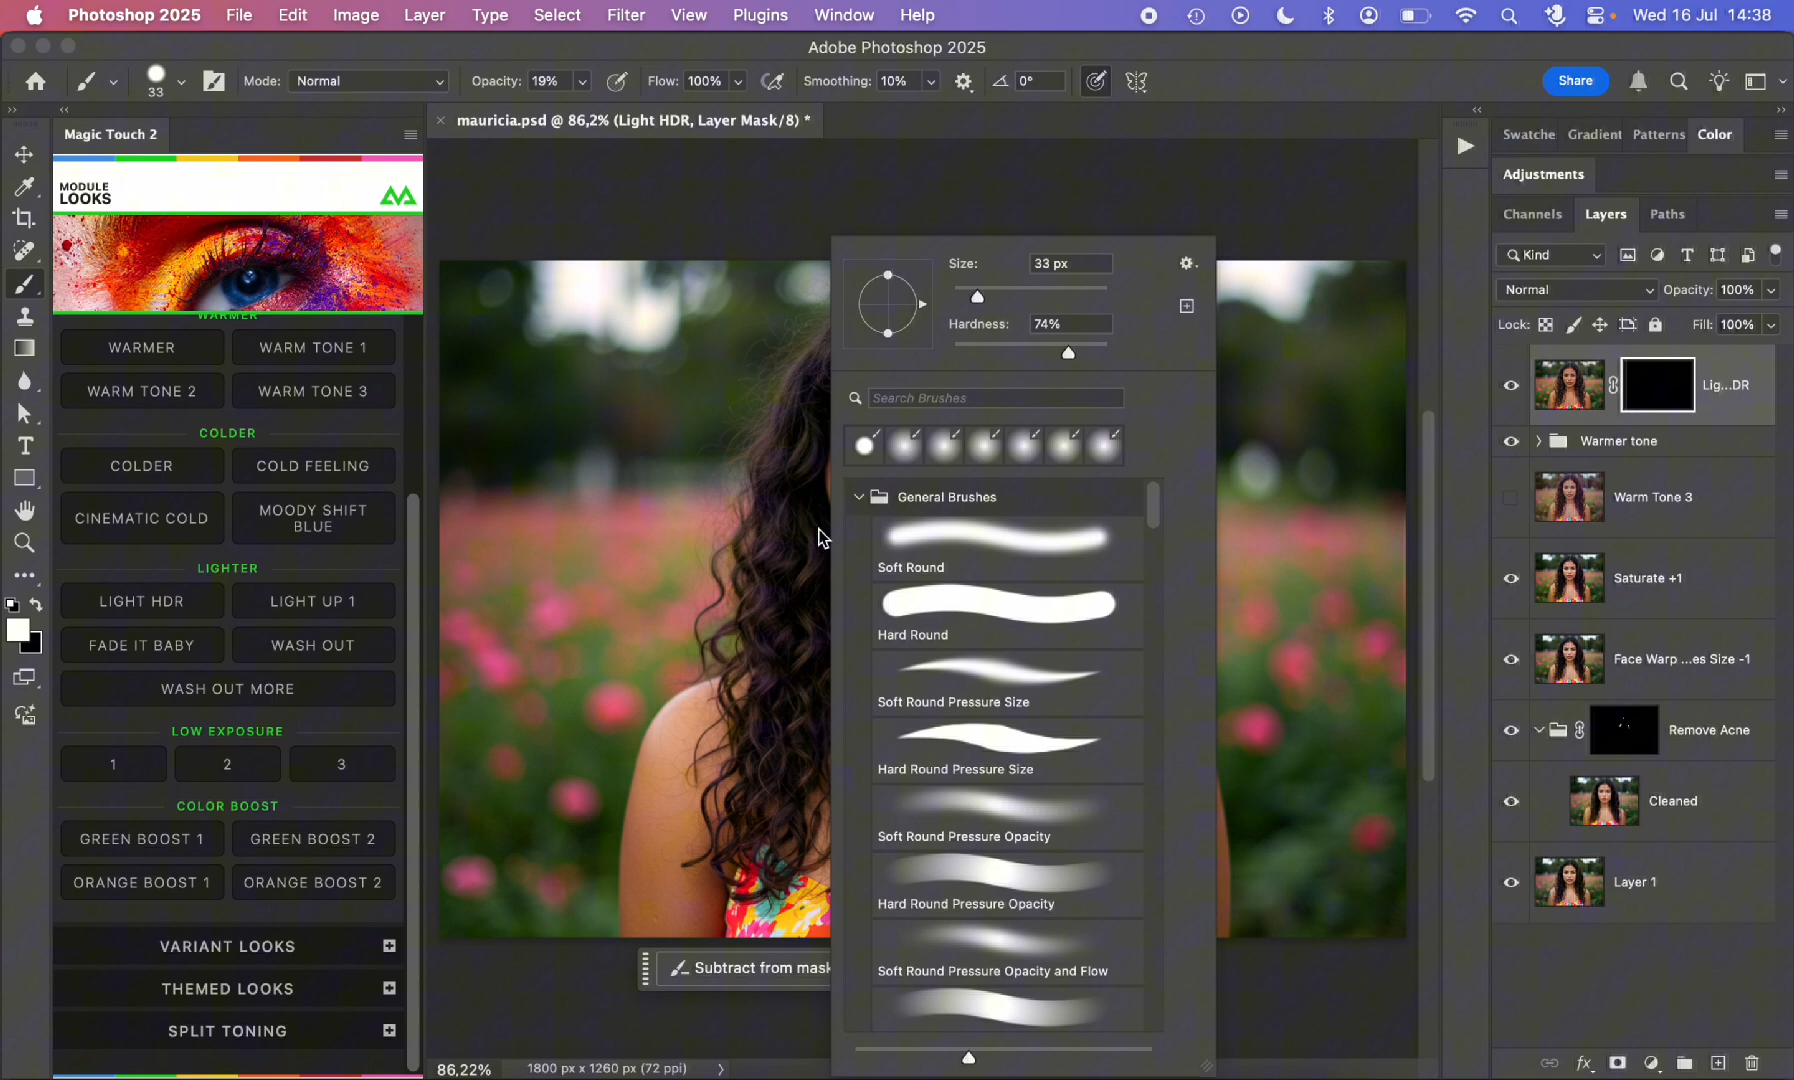 Photoshop 2025 File Edit Image Layer Type Select Filter View Plugins Window Help Wed 16 Jul 14:38
Adobe Photoshop 2025
33
Mode: Normal Opacity: 19% Flow: 100% Smoothing: 10% 0° Share
Magic Touch 2
MODULE
LOOKS
WARMER
WARMER WARM TONE 1
WARM TONE 2 WARM TONE 3
COLDER
COLDER COLD FEELING
CINEMATIC COLD MOODY SHIFT
BLUE
LIGHTER
LIGHT HDR LIGHT UP 1
FADE IT BABY WASH OUT
WASH OUT MORE
LOW EXPOSURE
1 2 3
COLOR BOOST
GREEN BOOST 1 GREEN BOOST 2
ORANGE BOOST 1 ORANGE BOOST 2
VARIANT LOOKS
THEMED LOOKS
SPLIT TONING
mauricia.psd @ 86,2% (Light HDR, Layer Mask/8) *
Size: 33 px
Hardness: 74%
Search Brushes
General Brushes
Soft Round
Hard Round
Soft Round Pressure Size
Hard Round Pressure Size
Soft Round Pressure Opacity
Hard Round Pressure Opacity
Soft Round Pressure Opacity and Flow
Subtract from mask
86,22% 1800 px x 1260 px (72 ppi)
Swatche Gradient Patterns Color
Adjustments
Channels Layers Paths
Kind
Normal Opacity: 100%
Lock: Fill: 100%
Lig...DR
Warmer tone
Warm Tone 3
Saturate +1
Face Warp ...es Size -1
Remove Acne
Cleaned
Layer 1